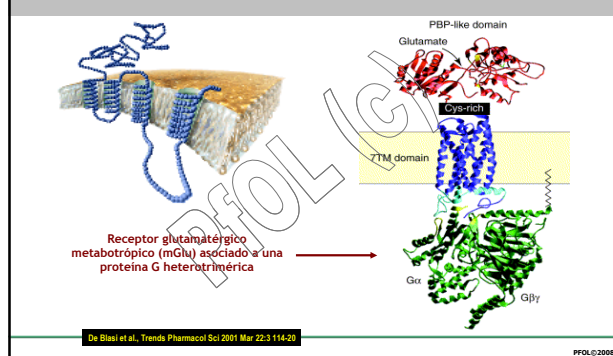 PBP-like domain
Glutamate
Cys-rich
7TM domain
Receptor glutamatérgico
metabotrópico (mGlu) asociado a una
proteína G heterotrimérica
Gα
Gβγ
PfOL (c)
De Blasi et al., Trends Pharmacol Sci 2001 Mar 22:3 114-20
PFOL©2008